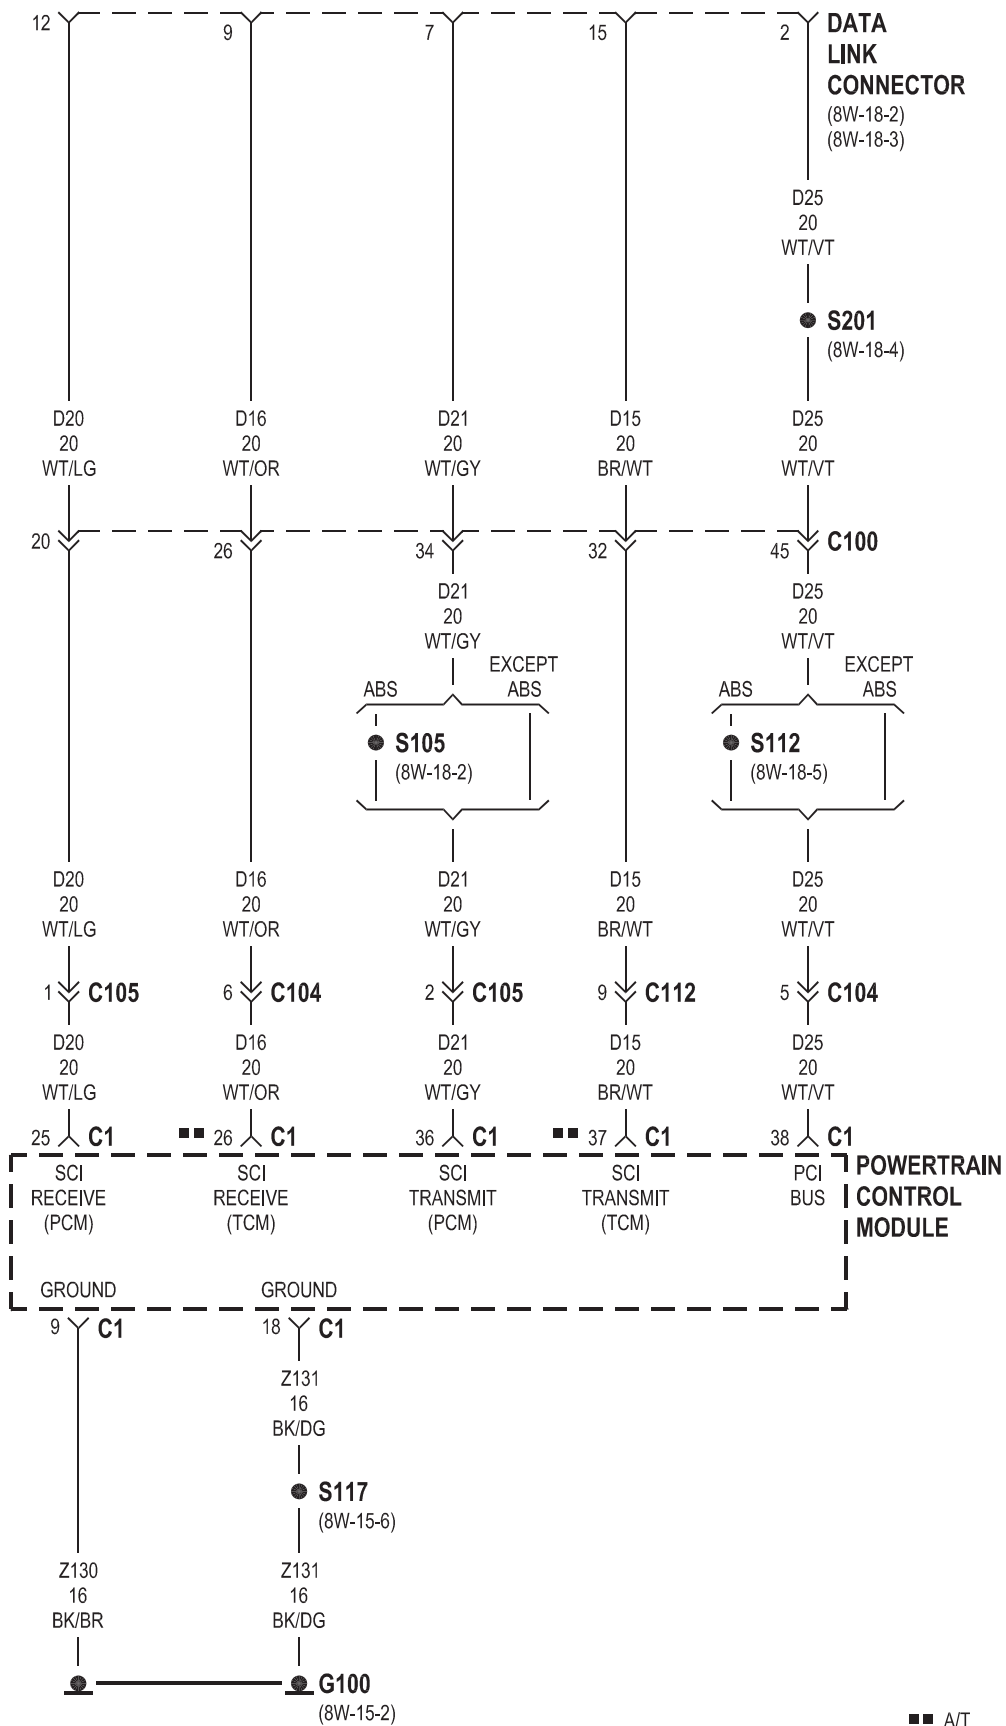 12 9 7 15 2 DATA
LINK
CONNECTOR
(8W-18-2)
(8W-18-3)
D25
20
WT/VT
S201
(8W-18-4)
D20 D16 D21 D15 D25
20 20 20 20 20
WT/LG WT/OR WT/GY BR/WT WT/VT
20 26 34 32 45 C100
D21 D25
20 20
WT/GY WT/VT
EXCEPT EXCEPT
ABS ABS ABS ABS
S105 S112
(8W-18-2) (8W-18-5)
D20 D16 D21 D15 D25
20 20 20 20 20
WT/LG WT/OR WT/GY BR/WT WT/VT
1 C105 6 C104 2 C105 9 C112 5 C104
D20 D16 D21 D15 D25
20 20 20 20 20
WT/LG WT/OR WT/GY BR/WT WT/VT
25 C1 26 C1 36 C1 37 C1 38 C1
SCI SCI SCI SCI PCI POWERTRAIN
RECEIVE RECEIVE TRANSMIT TRANSMIT BUS CONTROL
(PCM) (TCM) (PCM) (TCM) MODULE
GROUND GROUND
9 C1 18 C1
Z131
16
BK/DG
S117
(8W-15-6)
Z130 Z131
16 16
BK/BR BK/DG
G100
(8W-15-2)
A/T